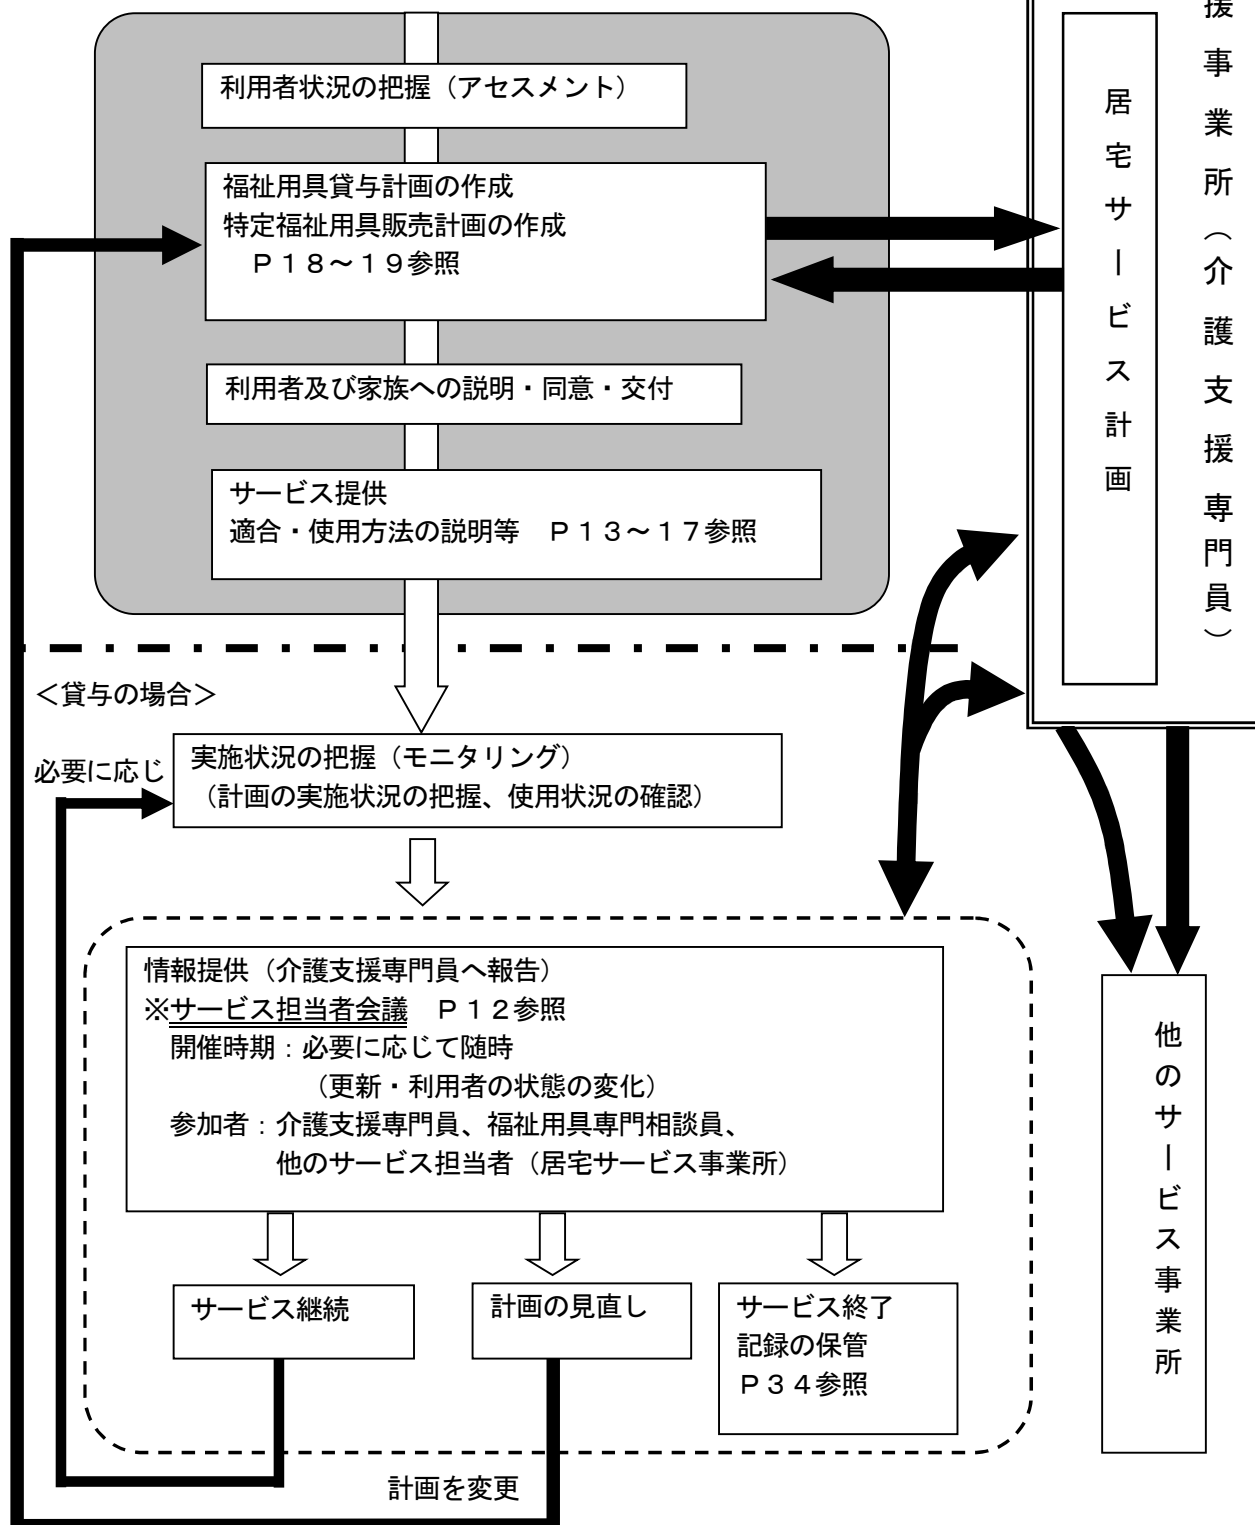 利用者状況の把握（アセスメント）
福祉用具貸与計画の作成
特定福祉用具販売計画の作成
Ｐ１８～１９参照
利用者及び家族への説明・同意・交付
サービス提供
適合・使用方法の説明等　Ｐ１３～１７参照
援事業所（介護支援専門員）
居宅サービス計画
＜貸与の場合＞
必要に応じ
実施状況の把握（モニタリング）
（計画の実施状況の把握、使用状況の確認）
情報提供（介護支援専門員へ報告）
※サービス担当者会議　Ｐ１２参照
開催時期：必要に応じて随時
（更新・利用者の状態の変化）
参加者：介護支援専門員、福祉用具専門相談員、
他のサービス担当者（居宅サービス事業所）
サービス継続
計画の見直し
サービス終了
記録の保管
Ｐ３４参照
計画を変更
他のサービス事業所